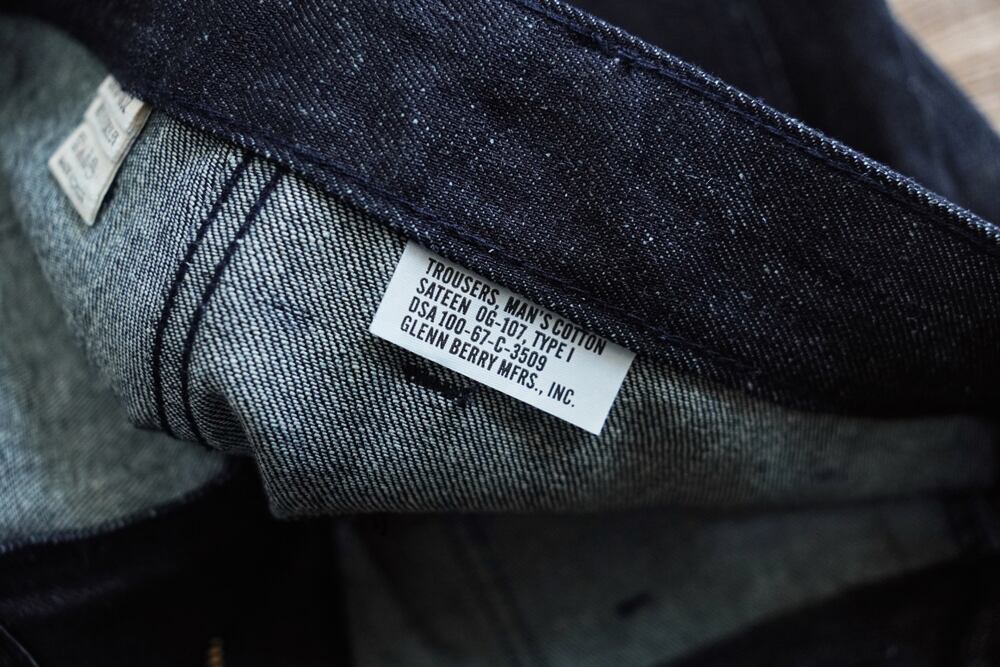 TROUSERS, MAN'S COTTON
SATEEN OG-107, TYPE I
DSA 100-67-C-3509
GLENN BERRY MFRS., INC.